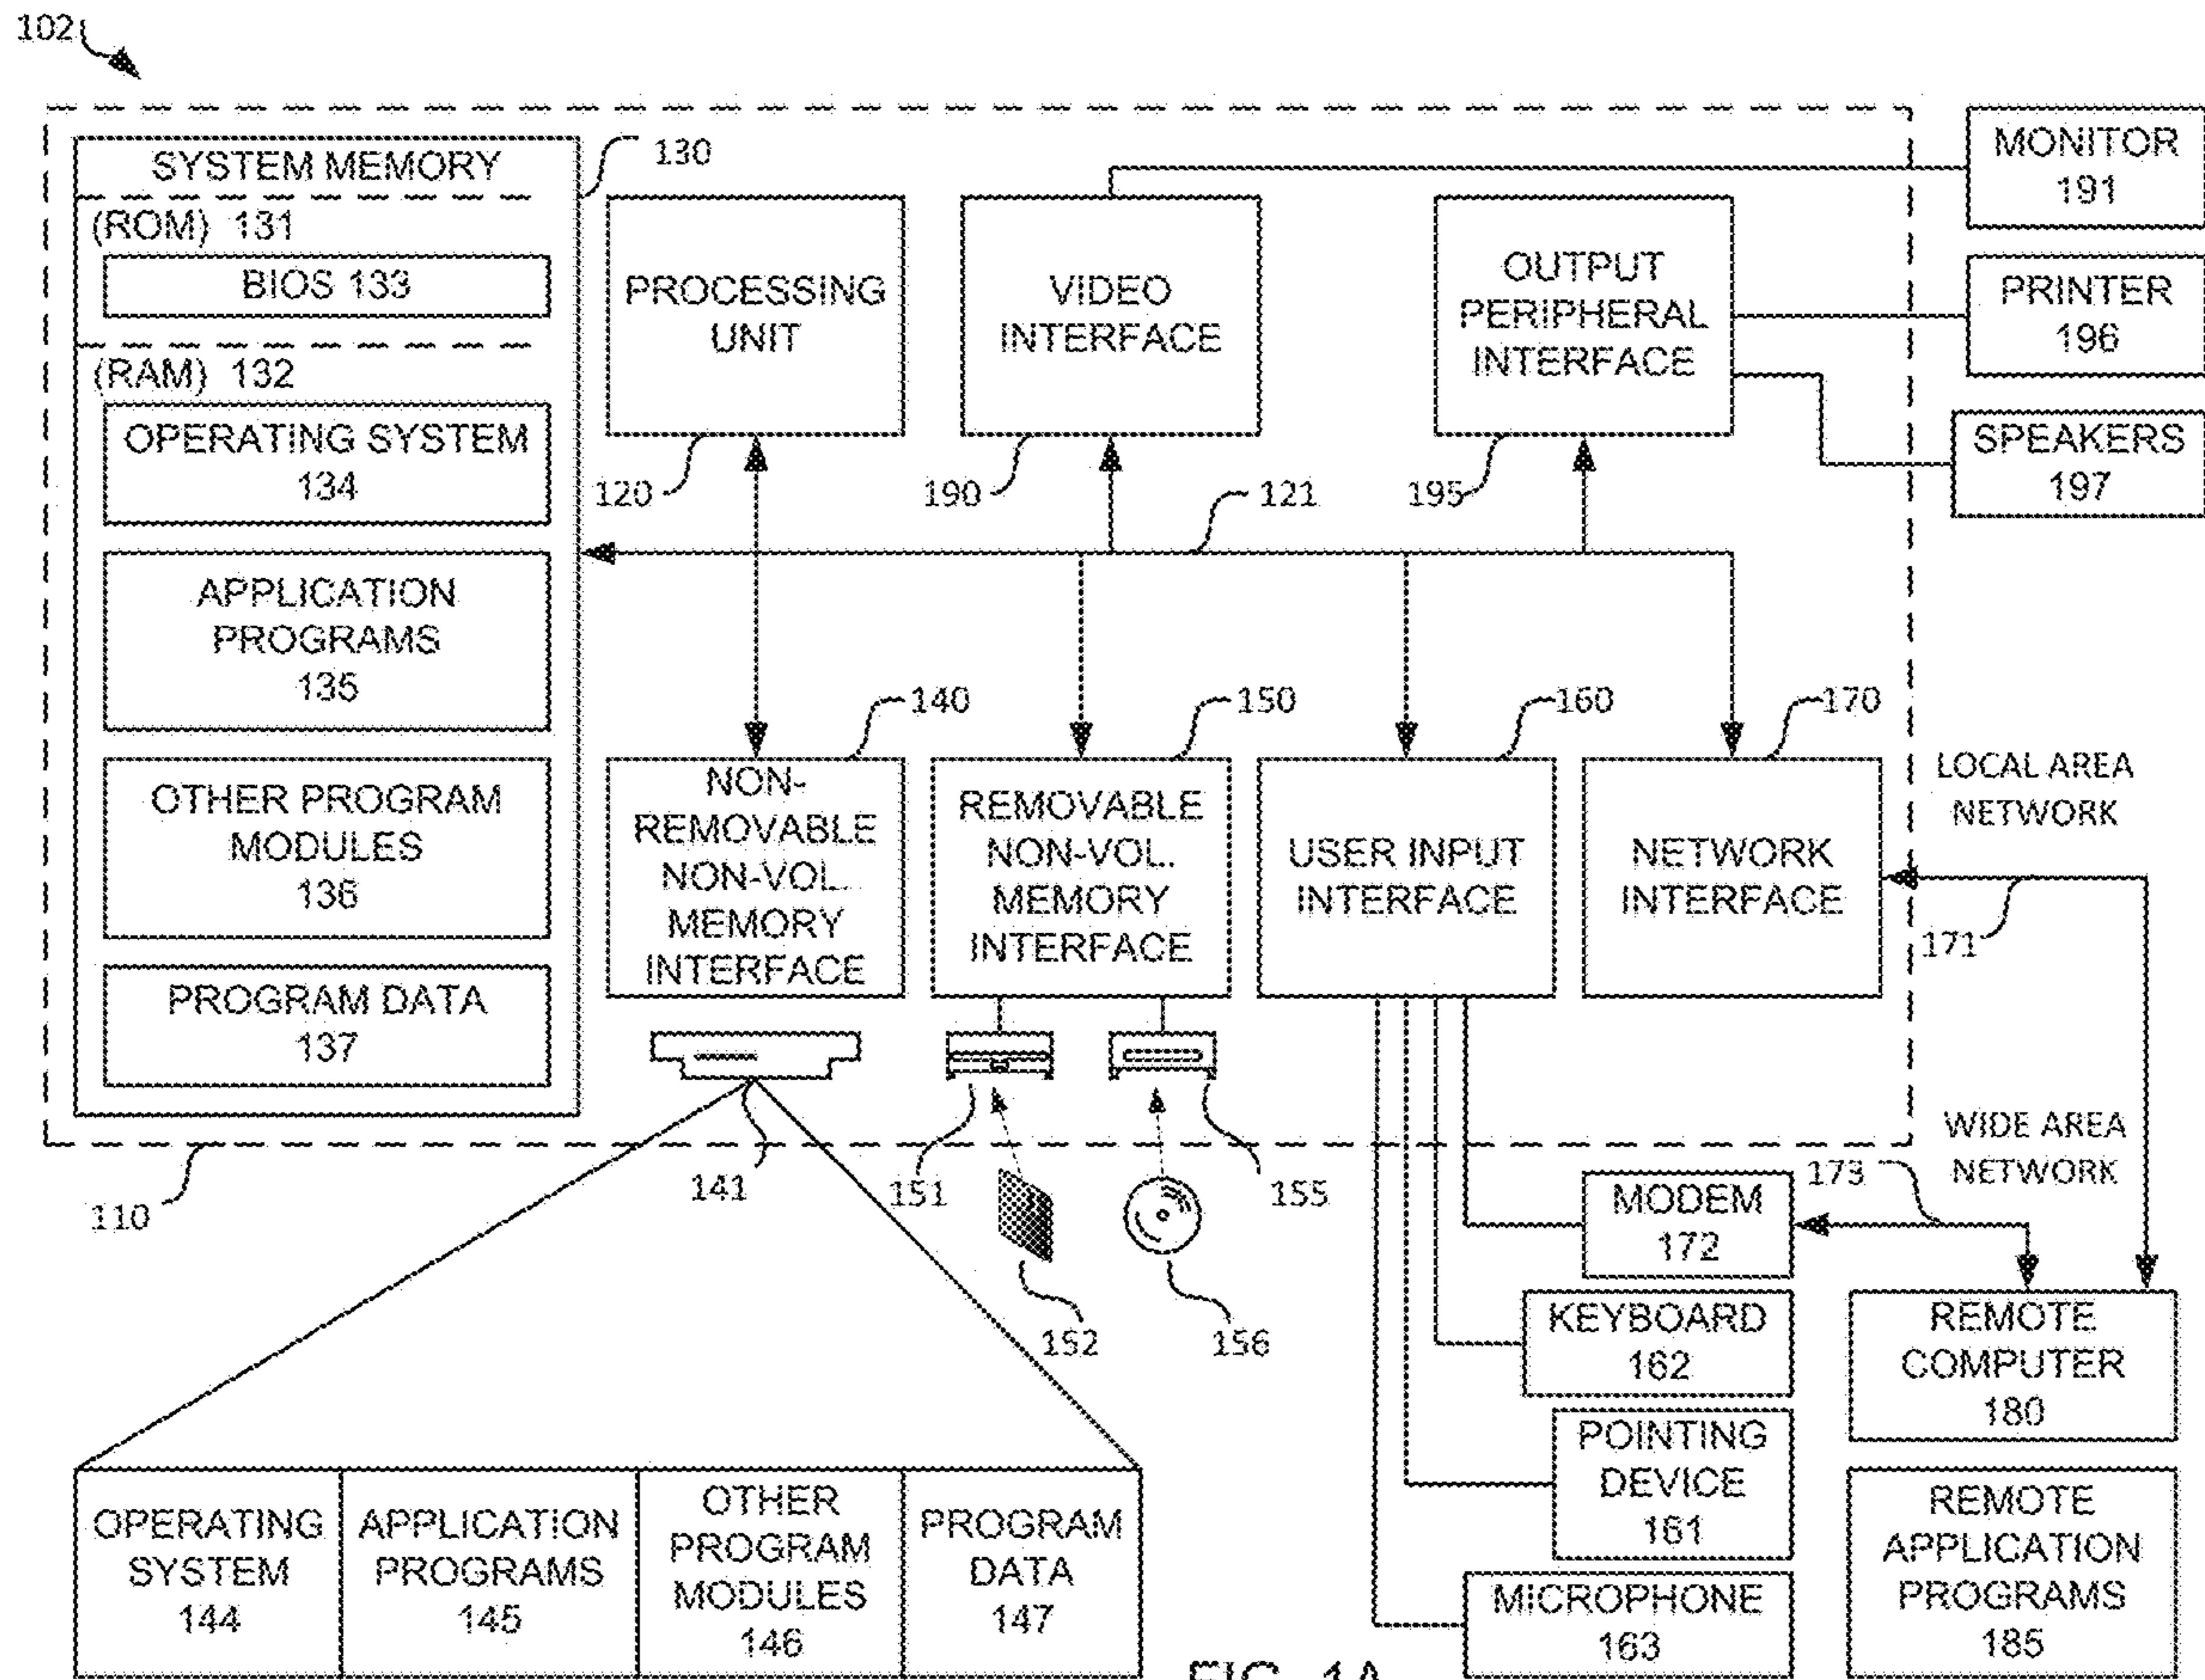 102
SYSTEM MEMORY
(ROM) 131
BIOS 133
(RAM) 132
OPERATING SYSTEM
134
APPLICATION
PROGRAMS
135
OTHER PROGRAM
MODULES
136
PROGRAM DATA
137
130
PROCESSING
UNIT
120
VIDEO
INTERFACE
190
121
OUTPUT
PERIPHERAL
INTERFACE
195
MONITOR
191
PRINTER
196
SPEAKERS
197
140
NON-
REMOVABLE
NON-VOL.
MEMORY
INTERFACE
150
REMOVABLE
NON-VOL.
MEMORY
INTERFACE
160
USER INPUT
INTERFACE
170
NETWORK
INTERFACE
LOCAL AREA
NETWORK
171
110
141
151
152
155
156
WIDE AREA
NETWORK
173
MODEM
172
KEYBOARD
162
POINTING
DEVICE
161
MICROPHONE
163
REMOTE
COMPUTER
180
REMOTE
APPLICATION
PROGRAMS
185
OPERATING
SYSTEM
144
APPLICATION
PROGRAMS
145
OTHER
PROGRAM
MODULES
146
PROGRAM
DATA
147
FIG. 1A